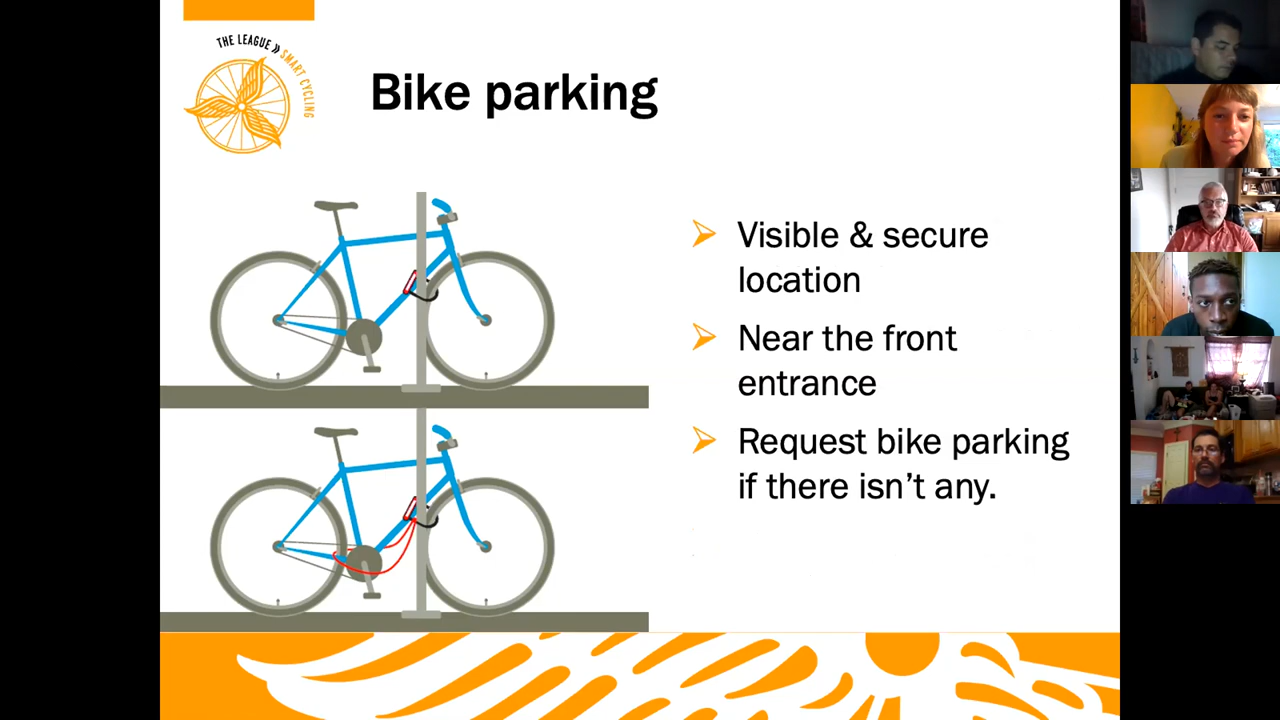 THE LEAGUE » SMART CYCLING
Bike parking
Visible & secure
location
Near the front
entrance
Request bike parking
if there isn’t any.